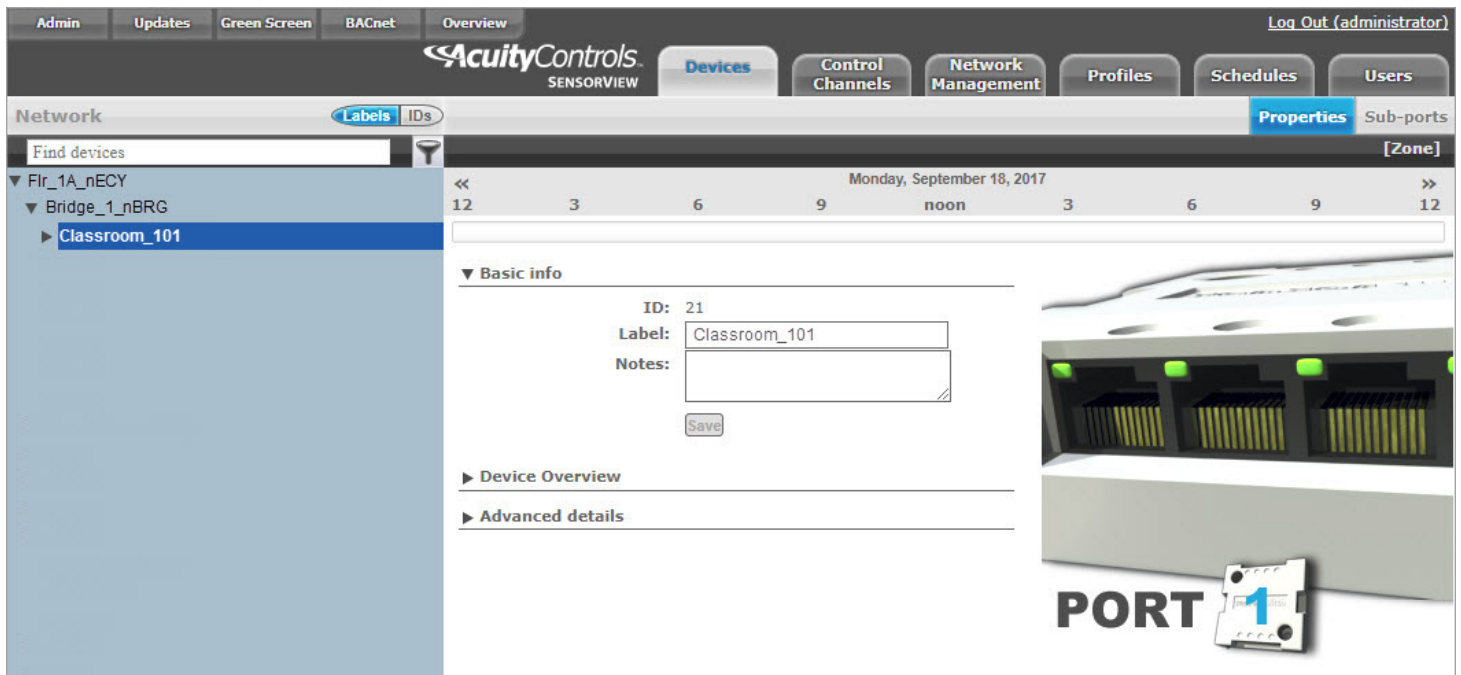 Admin Updates Green Screen BACnet Overview Log Out (administrator)
AcuityControls
SENSORVIEW
Devices
Control Channels
Network Management
Profiles
Schedules
Users
Network Labels IDs Properties Sub-ports
Find devices [Zone]
Flr_1A_nECY
Bridge_1_nBRG
Classroom_101
« Monday, September 18, 2017 »
12 3 6 9 noon 3 6 9 12
Basic info
ID: 21
Label: Classroom_101
Notes:
Save
Device Overview
Advanced details
PORT 1